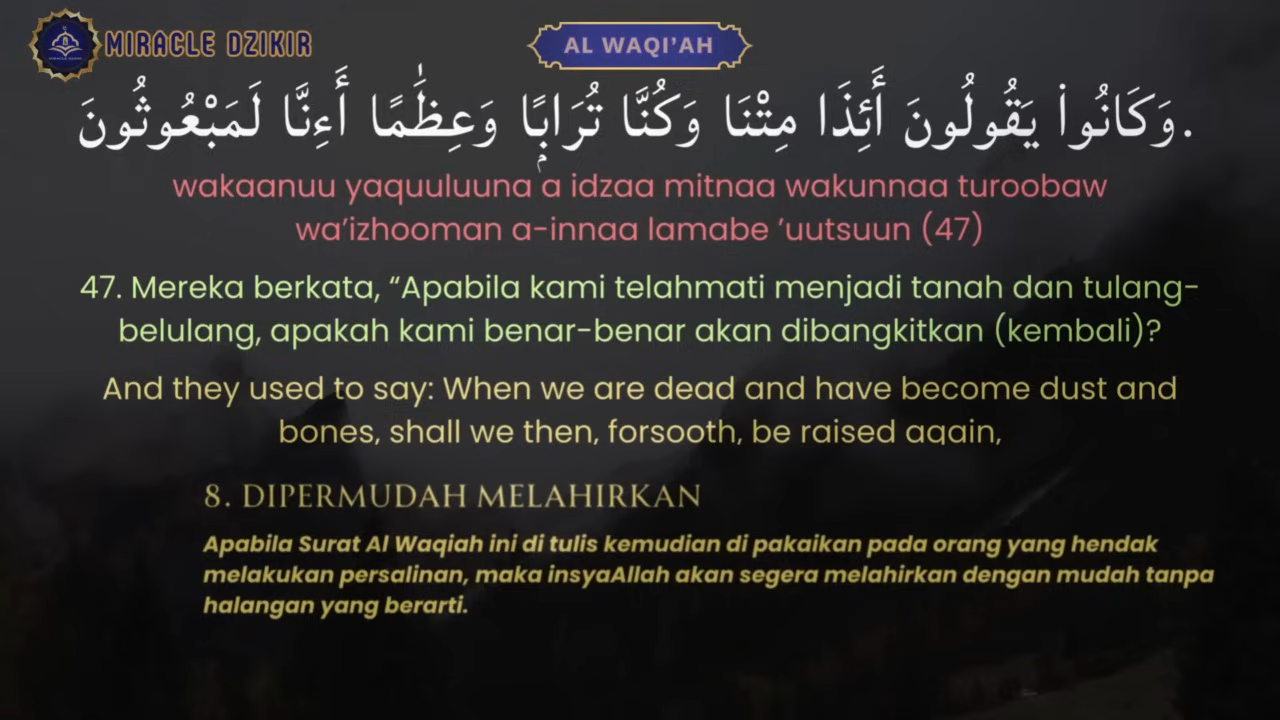 MIRACLE DZIKIR
AL WAQI'AH
وَكَانُوا۟ يَقُولُونَ أَئِذَا مِتْنَا وَكُنَّا تُرَابًۭا وَعِظَٰمًا أَءِنَّا لَمَبْعُوثُونَ.
wakaanuu yaquuluuna a idzaa mitnaa wakunnaa turoobaw
wa'izhooman a-innaa lamabe 'uutsuun (47)
47. Mereka berkata, “Apabila kami telahmati menjadi tanah dan tulang-
belulang, apakah kami benar-benar akan dibangkitkan (kembali)?
And they used to say: When we are dead and have become dust and
bones, shall we then, forsooth, be raised again,
8. DIPERMUDAH MELAHIRKAN
Apabila Surat Al Waqiah ini di tulis kemudian di pakaikan pada orang yang hendak
melakukan persalinan, maka insyaAllah akan segera melahirkan dengan mudah tanpa
halangan yang berarti.